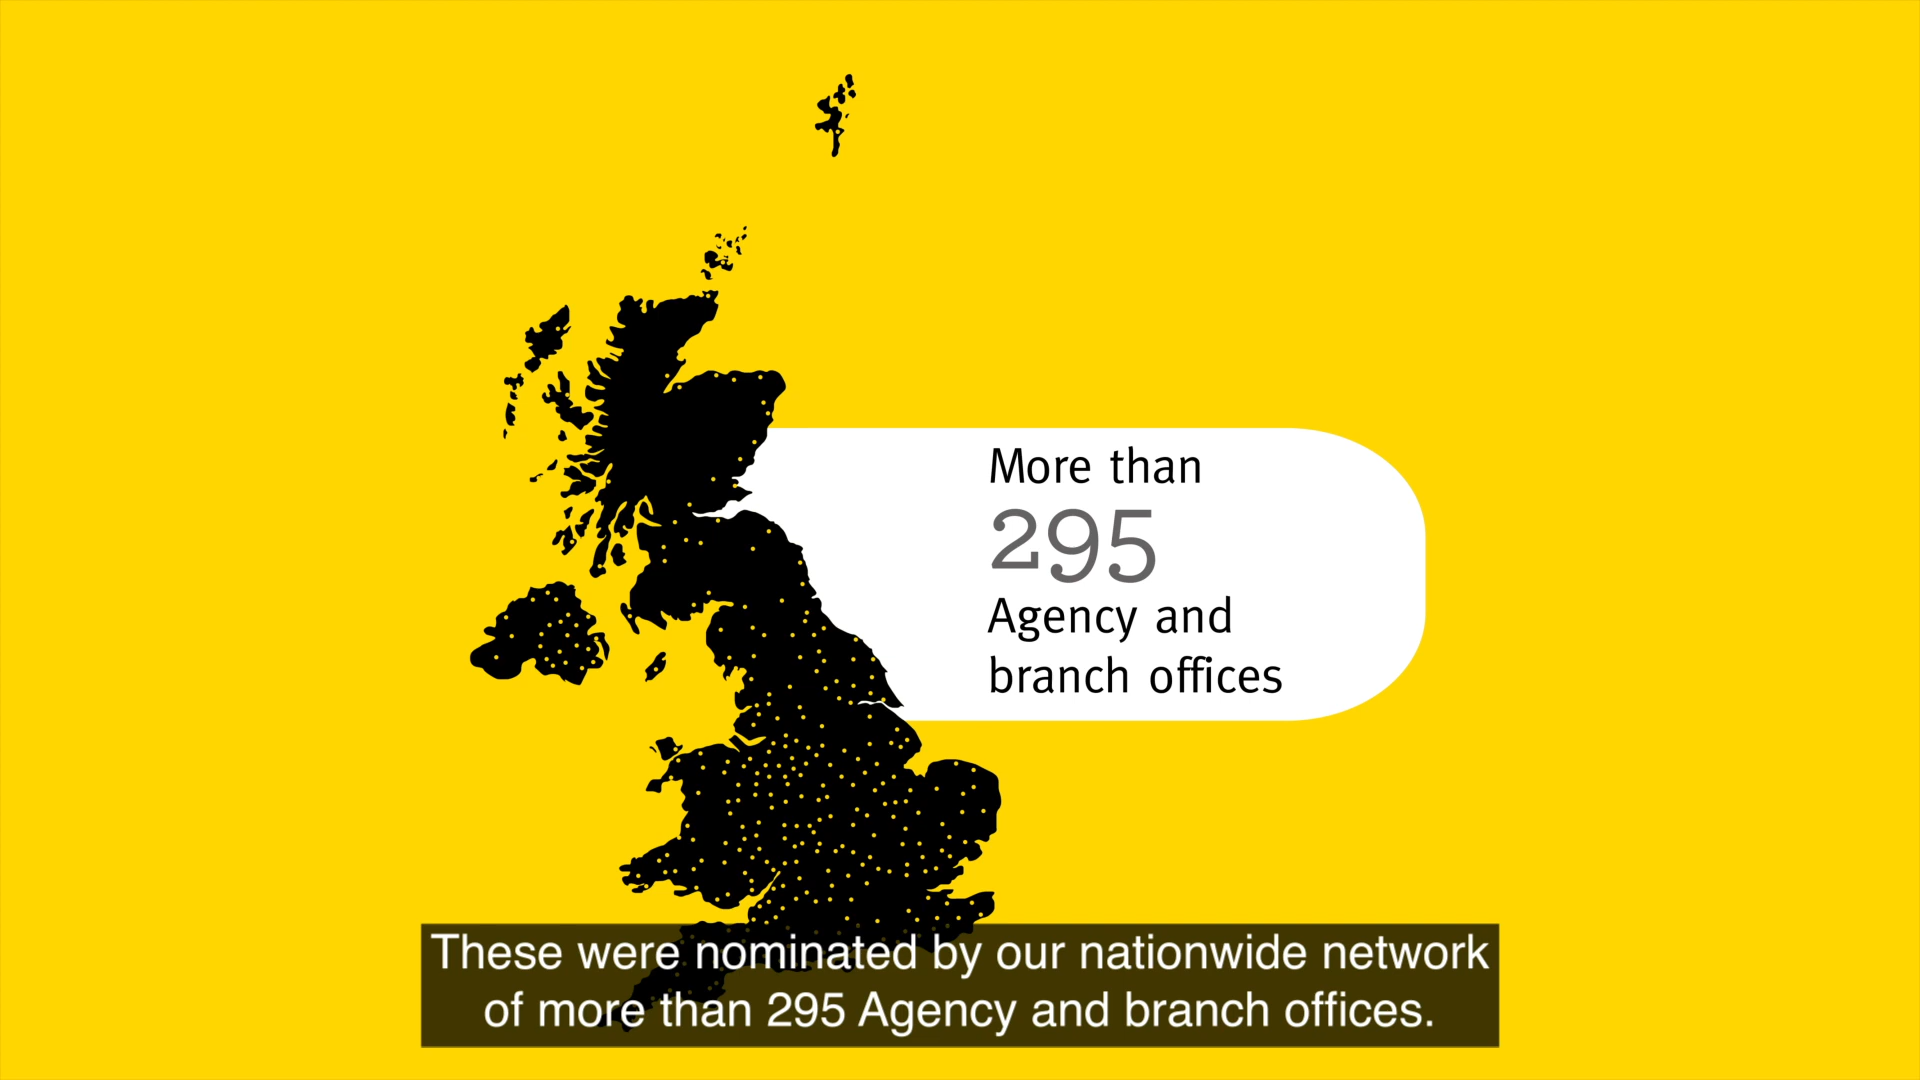 More than
295
Agency and
branch offices
These were nominated by our nationwide network
of more than 295 Agency and branch offices.